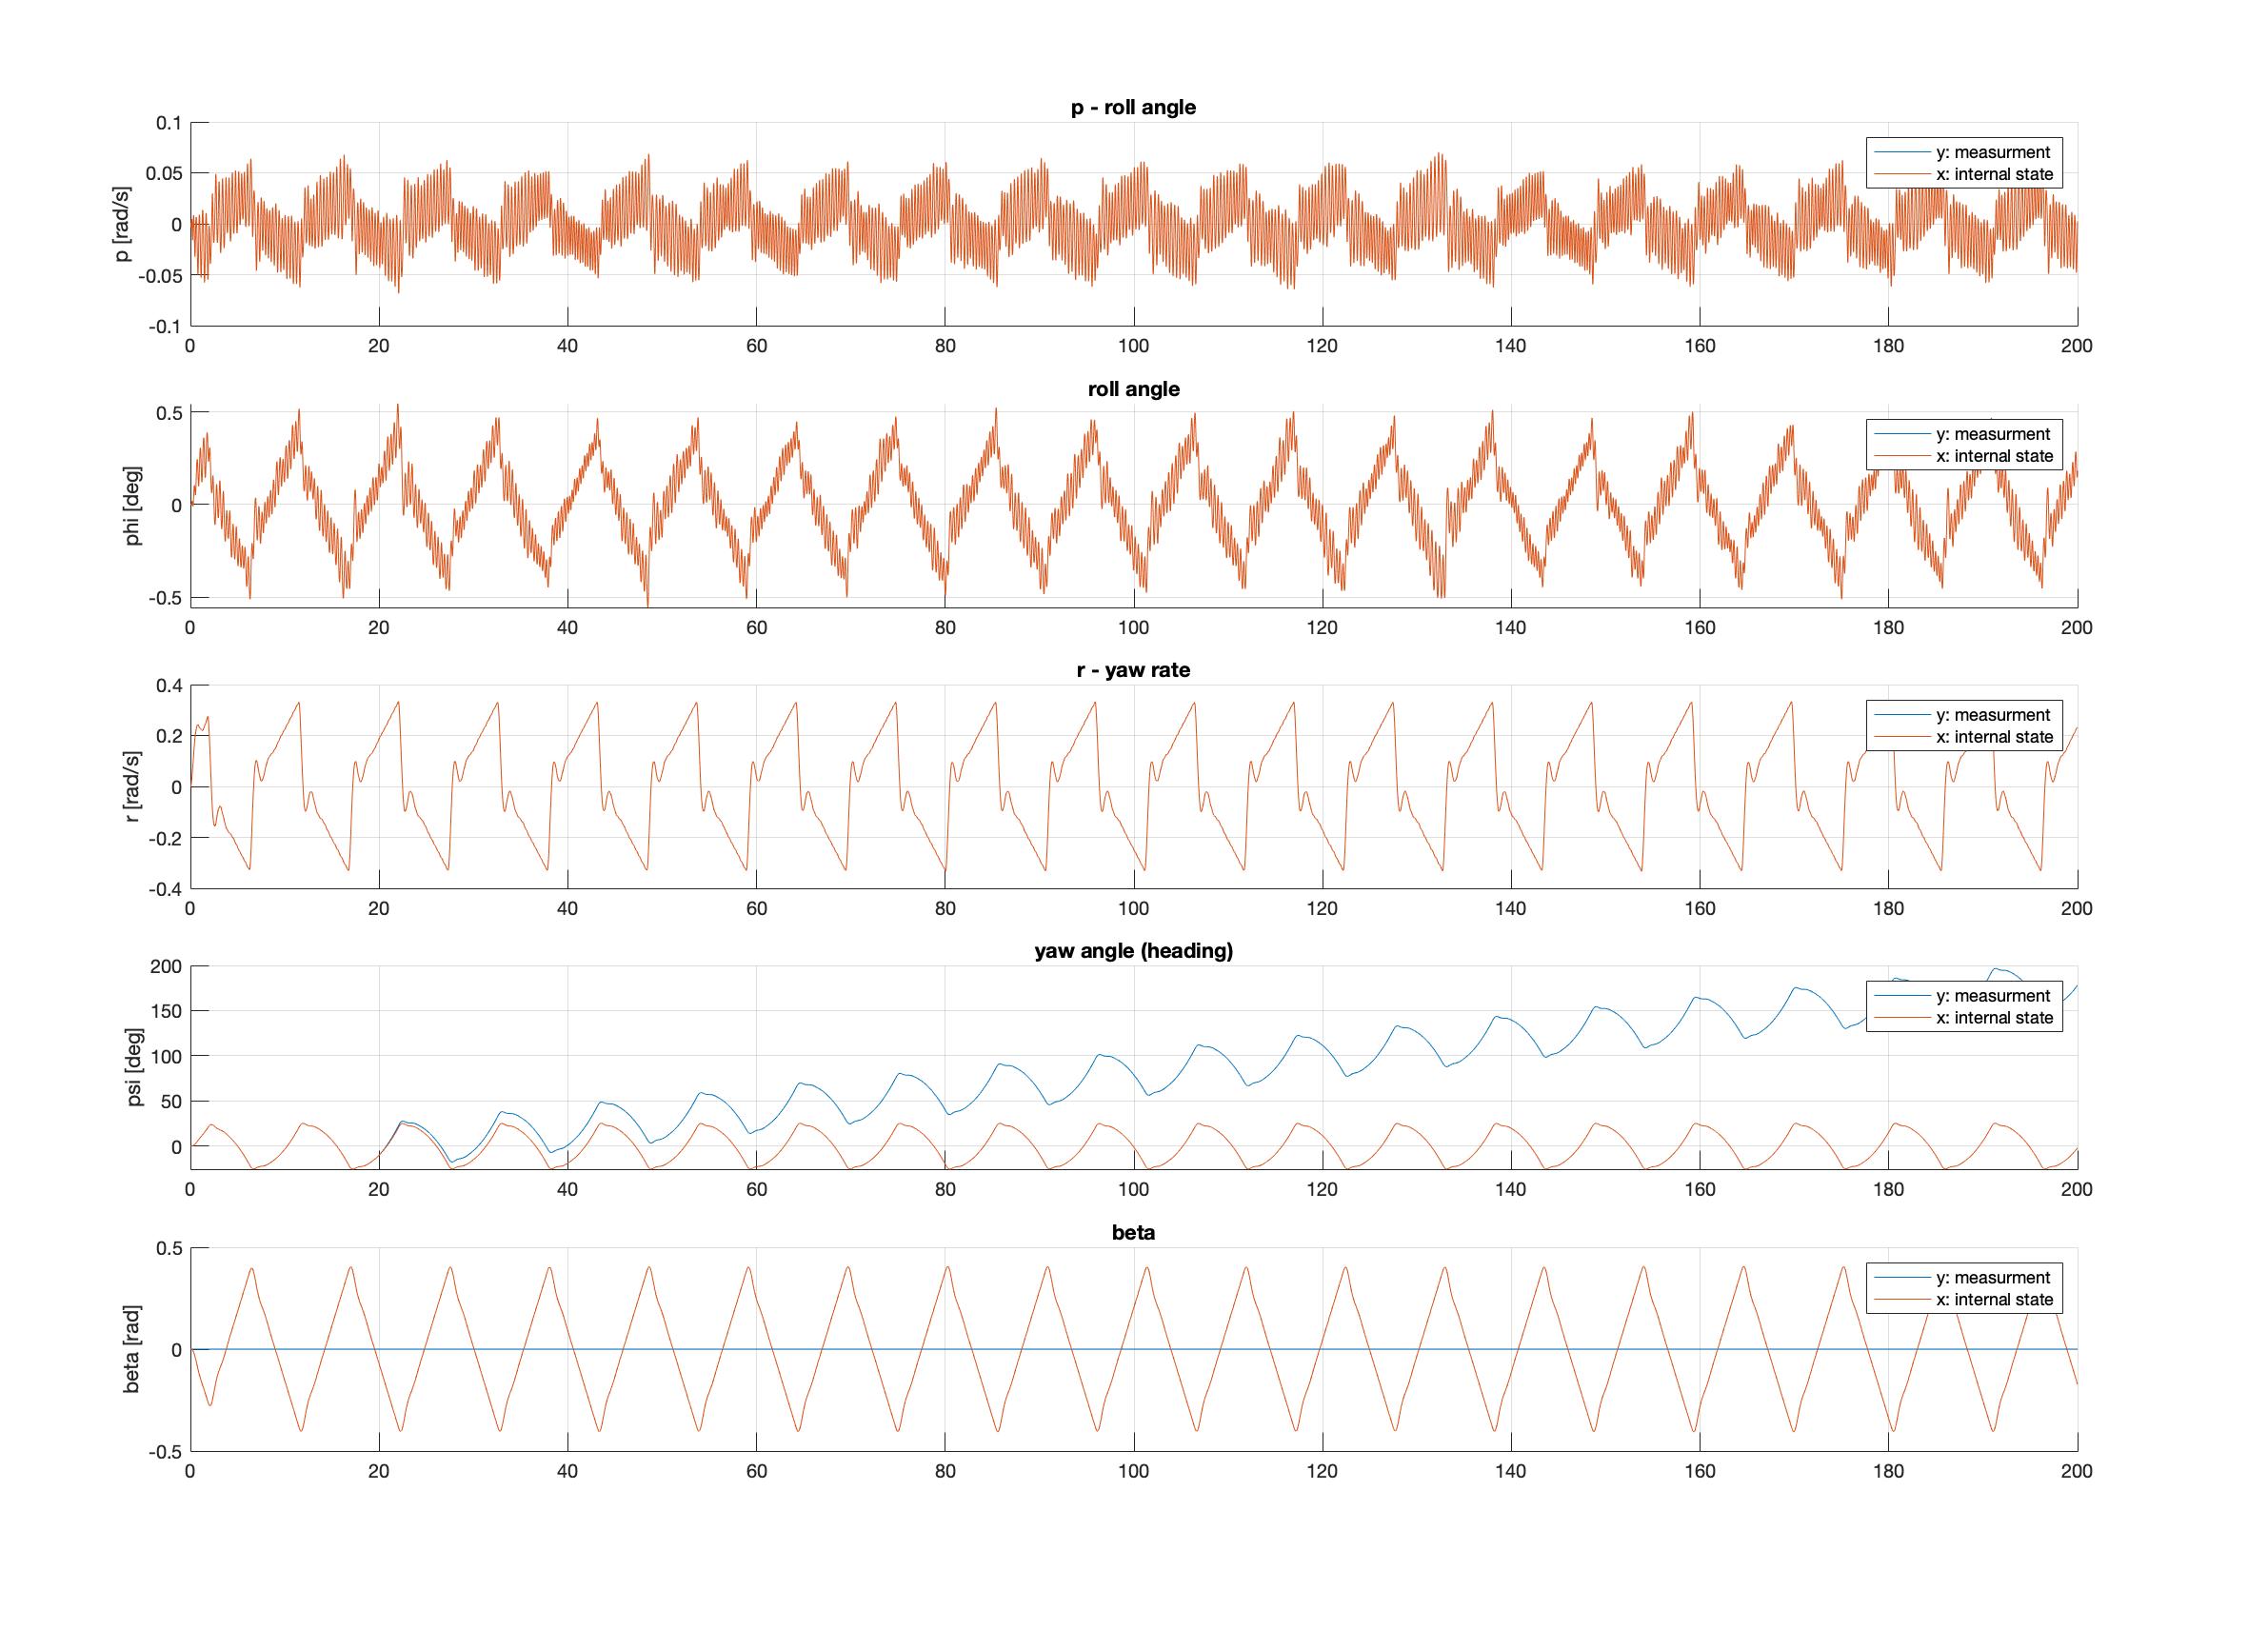 p - roll angle
p [rad/s]
0.1
0.05
0
-0.05
-0.1
y: measurment
x: internal state
0 20 40 60 80 100 120 140 160 180 200
roll angle
phi [deg]
0.5
0
-0.5
y: measurment
x: internal state
0 20 40 60 80 100 120 140 160 180 200
r - yaw rate
r [rad/s]
0.4
0.2
0
-0.2
-0.4
y: measurment
x: internal state
0 20 40 60 80 100 120 140 160 180 200
yaw angle (heading)
psi [deg]
200
150
100
50
0
y: measurment
x: internal state
0 20 40 60 80 100 120 140 160 180 200
beta
beta [rad]
0.5
0
-0.5
y: measurment
x: internal state
0 20 40 60 80 100 120 140 160 180 200